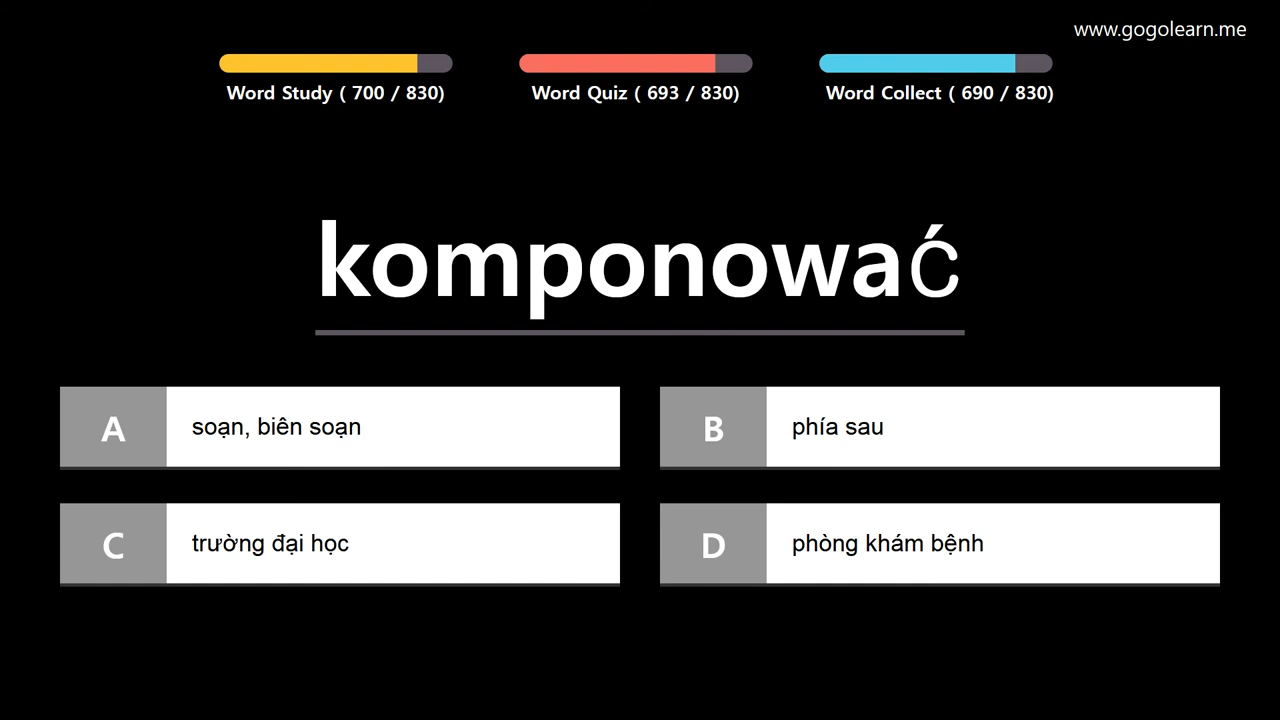 www.gogolearn.me
Word Study ( 700 / 830)
Word Quiz ( 693 / 830)
Word Collect ( 690 / 830)
komponować
A
soạn, biên soạn
B
phía sau
C
trường đại học
D
phòng khám bệnh